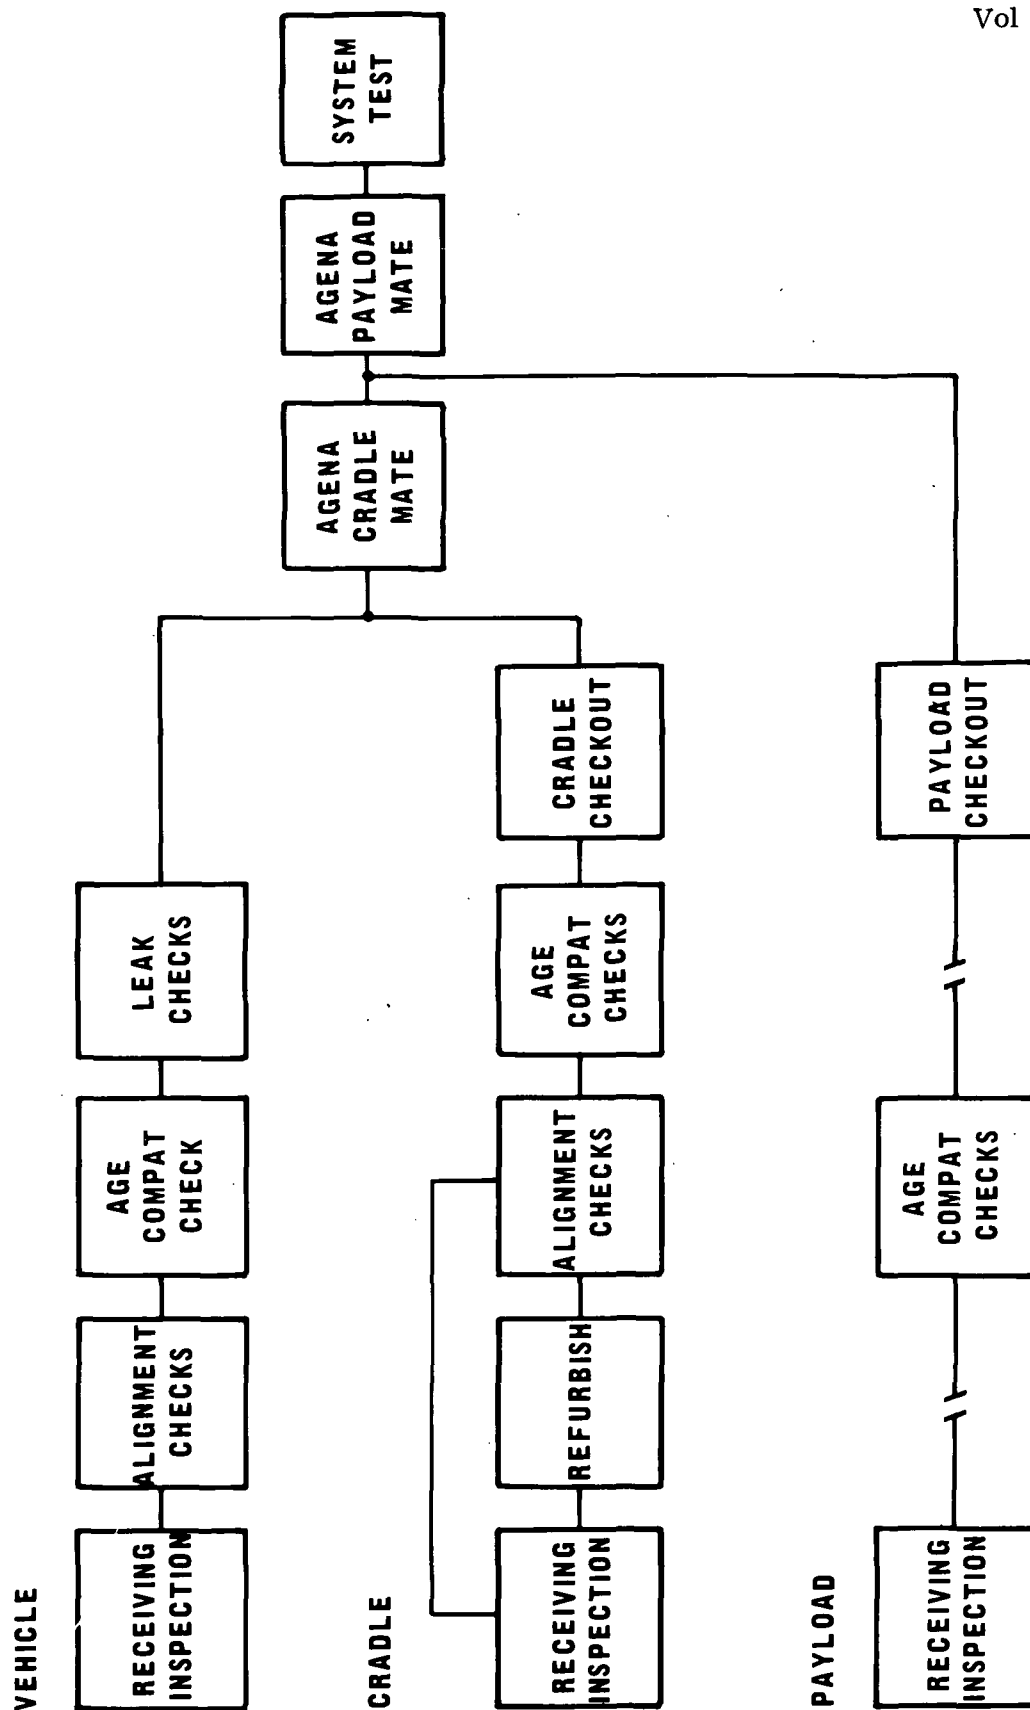 Vol
VEHICLE
RECEIVING
INSPECTION
ALIGNMENT
CHECKS
AGE
COMPAT
CHECK
LEAK
CHECKS
CRADLE
RECEIVING
INSPECTION
REFURBISH
ALIGNMENT
CHECKS
AGE
COMPAT
CHECKS
CRADLE
CHECKOUT
AGENA
CRADLE
MATE
AGENA
PAYLOAD
MATE
SYSTEM
TEST
PAYLOAD
RECEIVING
INSPECTION
AGE
COMPAT
CHECKS
PAYLOAD
CHECKOUT